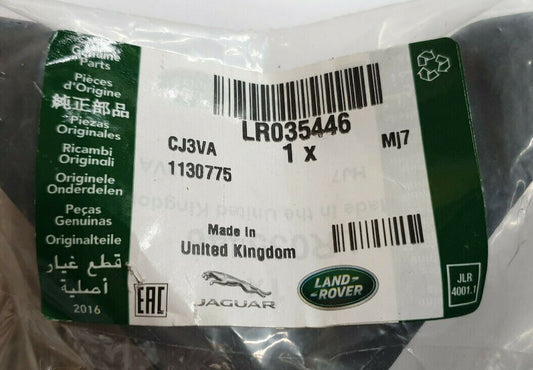 Genuine
Parts
Pièces
d'Origine
純正部品
Piezas
Originales
Ricambi
Originali
Originele
Onderdelen
Peças
Genuinas
Originalteile
قطع غيار
أصلية
2016
EAC
LR035446
1 x
CJ3VA
1130775
MJ7
Made in
United Kingdom
JAGUAR
LAND-
-ROVER
JLR
4001.1